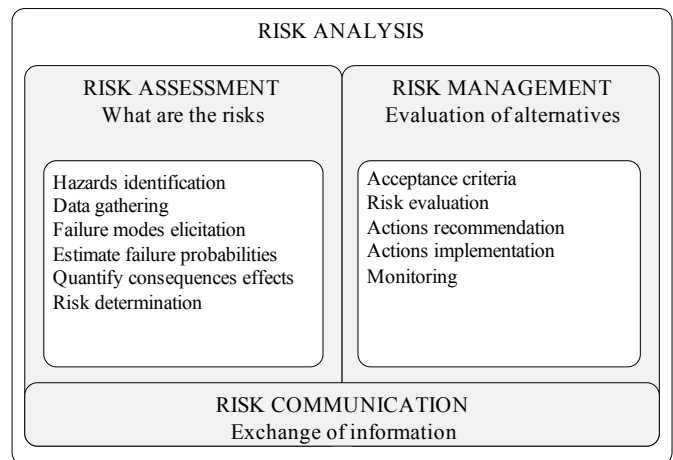 RISK ANALYSIS
RISK ASSESSMENT
What are the risks
Hazards identification
Data gathering
Failure modes elicitation
Estimate failure probabilities
Quantify consequences effects
Risk determination
RISK MANAGEMENT
Evaluation of alternatives
Acceptance criteria
Risk evaluation
Actions recommendation
Actions implementation
Monitoring
RISK COMMUNICATION
Exchange of information